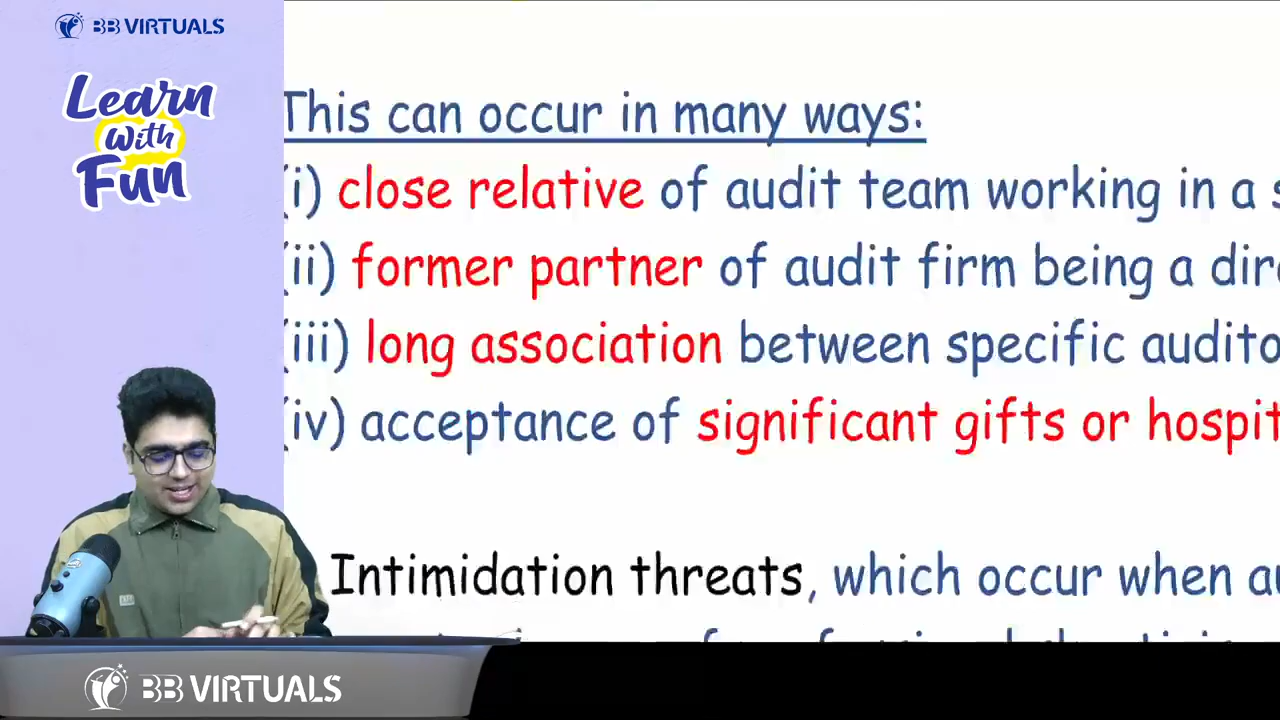 BB VIRTUALS
Learn
With
Fun
This can occur in many ways:
(i) close relative of audit team working in a
(ii) former partner of audit firm being a
(iii) long association between specific
(iv) acceptance of significant gifts or
Intimidation threats, which occur when
BB VIRTUALS